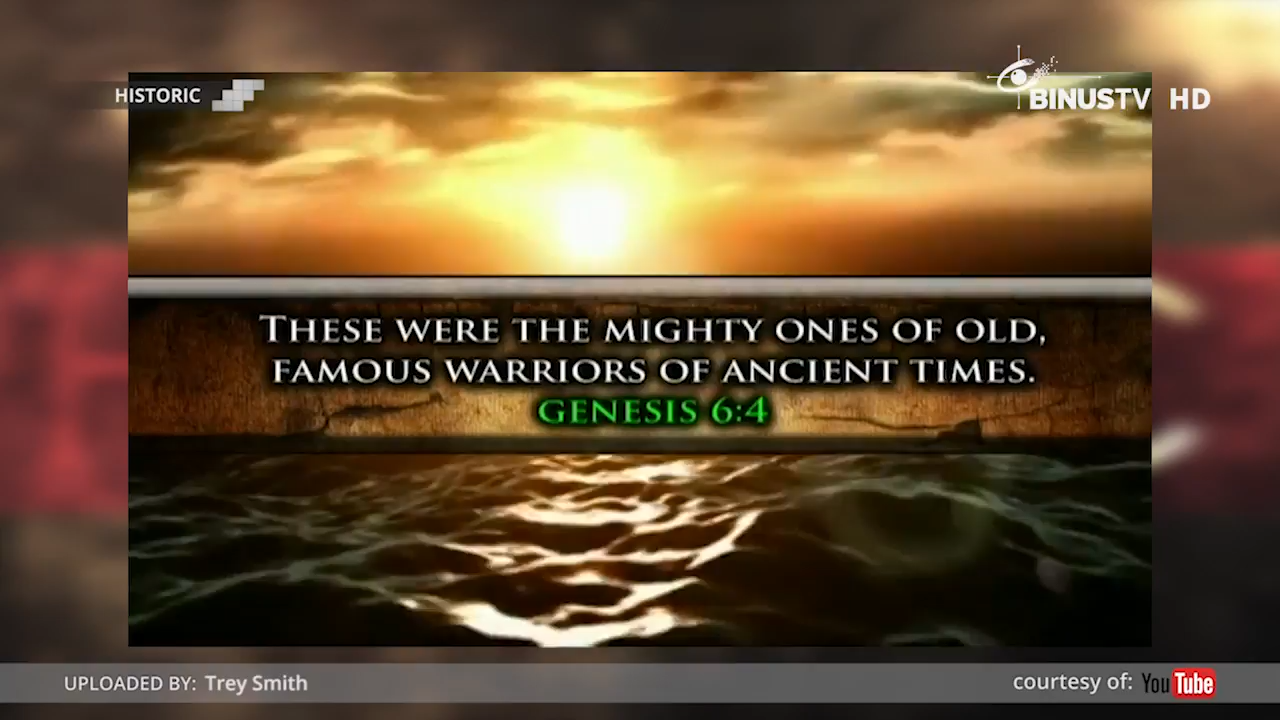 HISTORIC
BINUSTV HD
THESE WERE THE MIGHTY ONES OF OLD,
FAMOUS WARRIORS OF ANCIENT TIMES.
GENESIS 6:4
UPLOADED BY: Trey Smith
courtesy of: YouTube